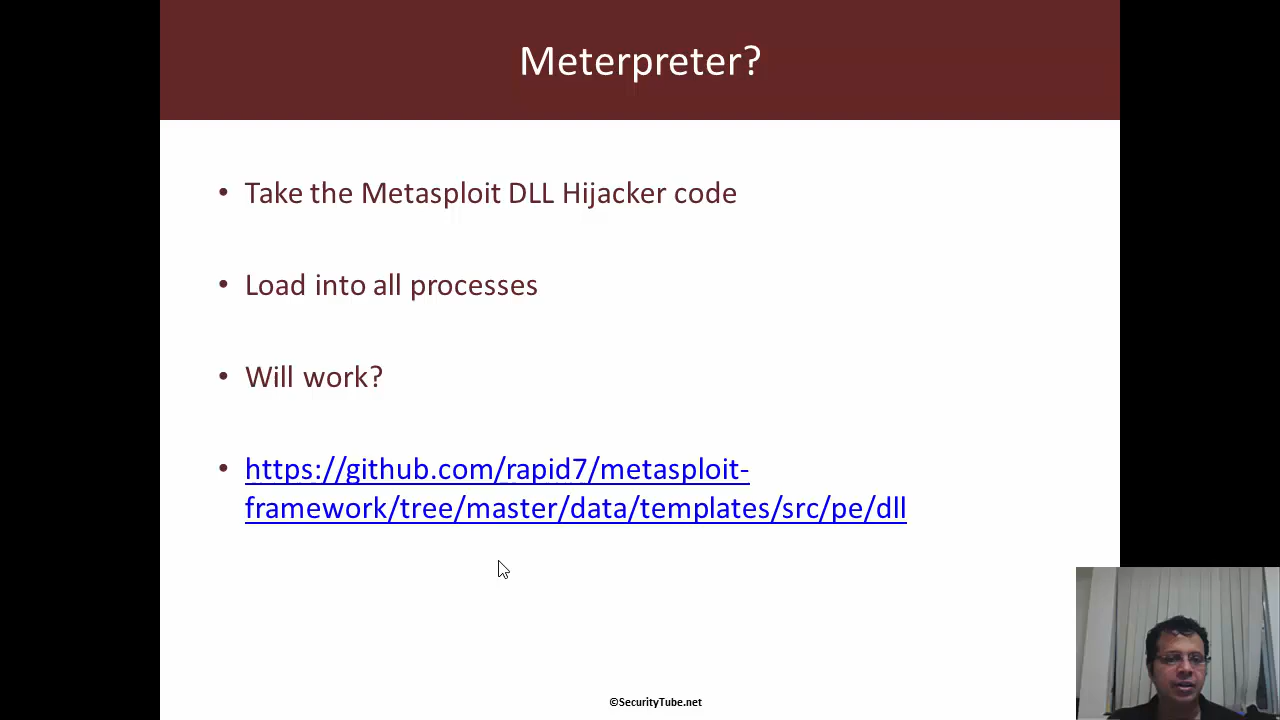 Meterpreter?
• Take the Metasploit DLL Hijacker code
• Load into all processes
• Will work?
• https://github.com/rapid7/metasploit-
framework/tree/master/data/templates/src/pe/dll
©SecurityTube.net